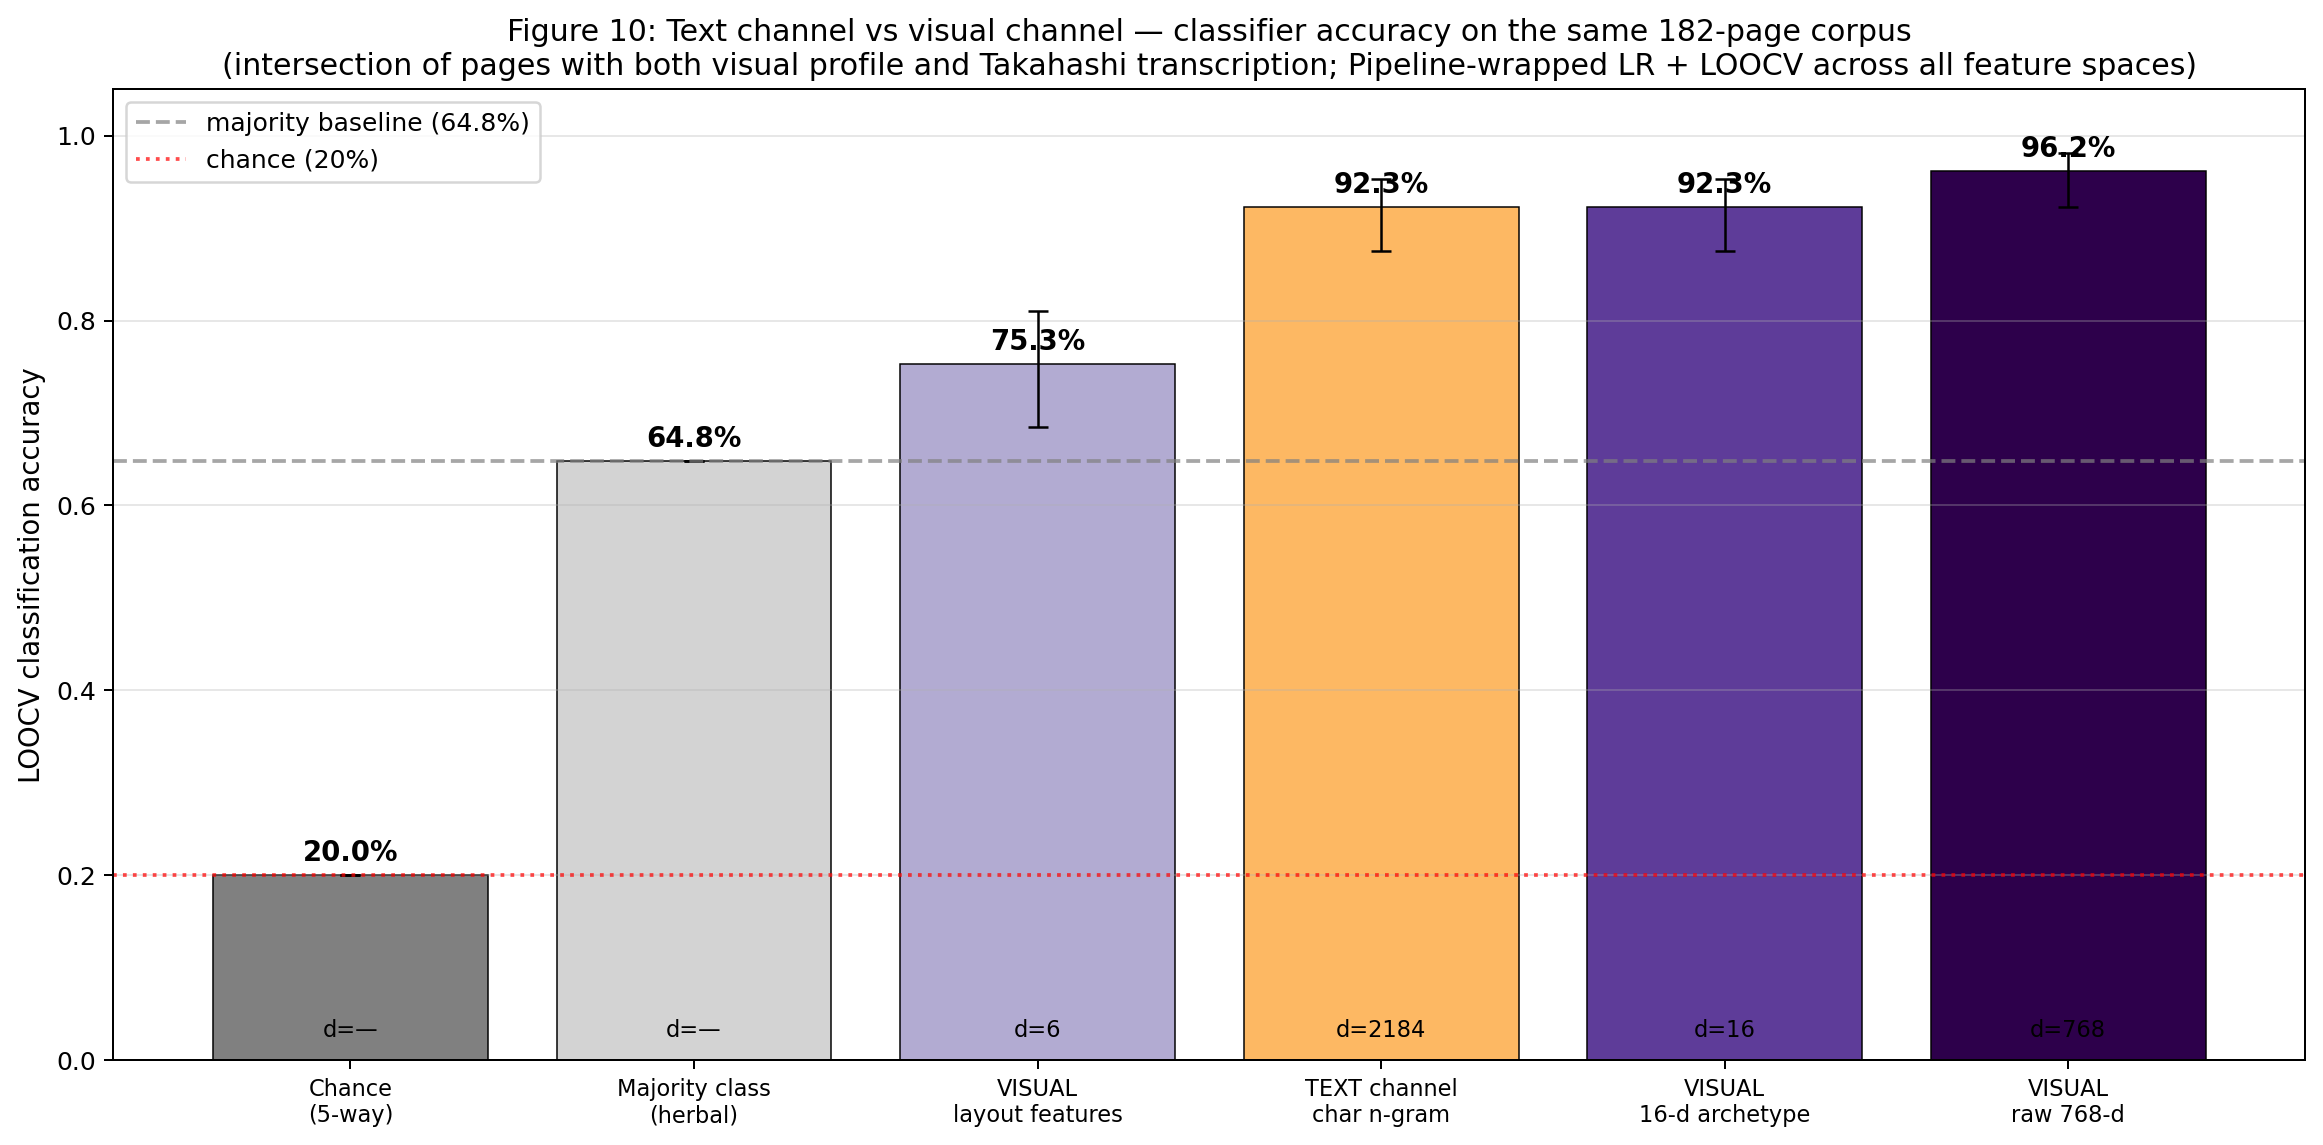 Figure 10: Text channel vs visual channel — classifier accuracy on the same 182-page corpus
(intersection of pages with both visual profile and Takahashi transcription; Pipeline-wrapped LR + LOOCV across all feature spaces)
majority baseline (64.8%)
chance (20%)
LOOCV classification accuracy
1.0
0.8
0.6
0.4
0.2
0.0
20.0%
64.8%
75.3%
92.3%
92.3%
96.2%
d=—
d=—
d=6
d=2184
d=16
d=768
Chance
(5-way)
Majority class
(herbal)
VISUAL
layout features
TEXT channel
char n-gram
VISUAL
16-d archetype
VISUAL
raw 768-d